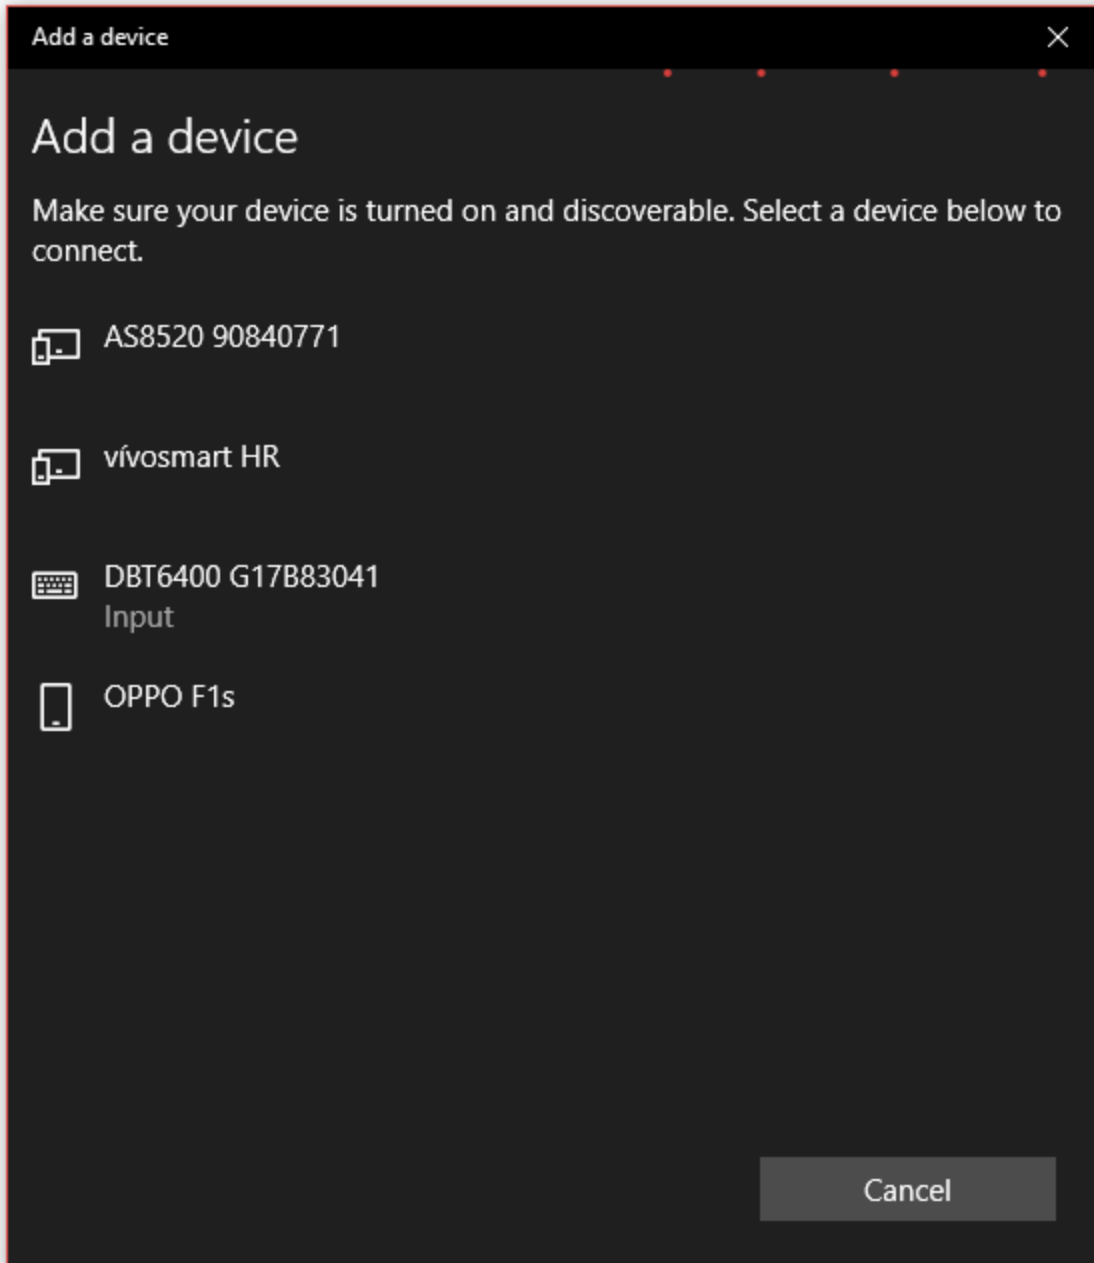 Add a device
Add a device
Make sure your device is turned on and discoverable. Select a device below to
connect.
AS8520 90840771
vívosmart HR
DBT6400 G17B83041
Input
OPPO F1s
Cancel